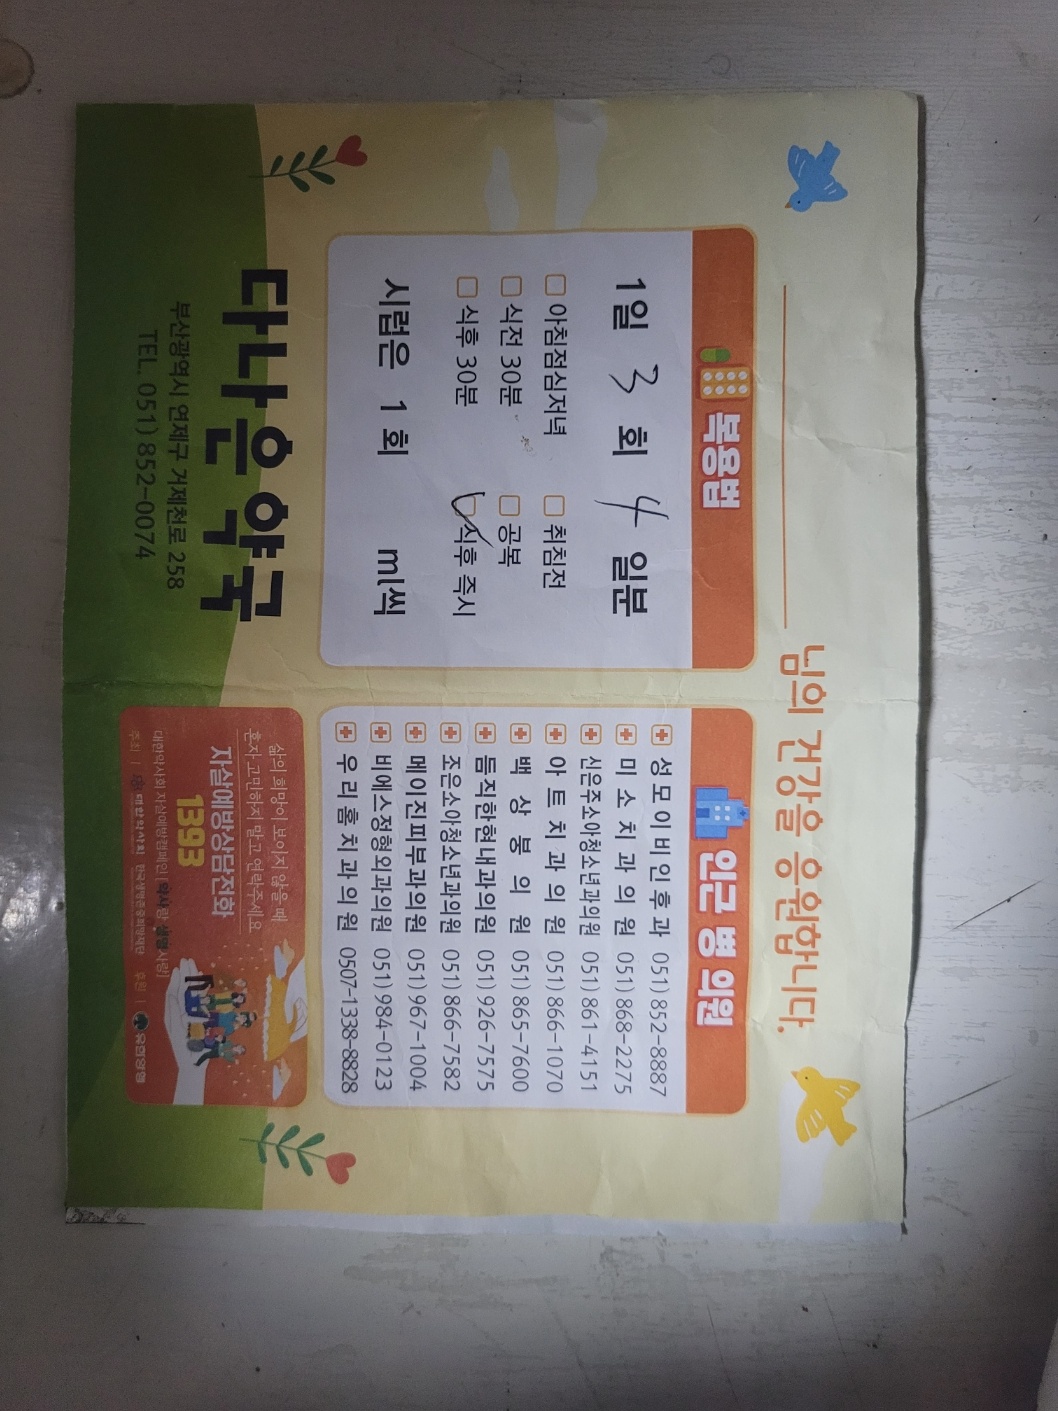 님의 건강을 응원합니다.
복용법
1일 3 회 4 일분
아침점심저녁 취침전
식전 30분 공복
식후 30분 식후 즉시
시럽은 1 회 ml씩
인근 병 의원
성모이비인후과 051) 852-8887
미소치과의원 051) 868-2275
신은주소아청소년과의원 051) 861-4151
아트치과의원 051) 866-1070
백상봉의원 051) 865-7600
듬직한현내과의원 051) 926-7575
조은소아청소년과의원 051) 866-7582
메이진피부과의원 051) 967-1004
비에스정형외과의원 051) 984-0123
우리홈치과의원 0507-1338-8828
다나은약국
부산광역시 연제구 거제천로 258
TEL. 051) 852-0074
삶의 희망이 보이지 않을 때
혼자 고민하지 말고 연락주세요
자살예방상담전화
1393
대한약사회 자살예방캠페인 [약사랑 생명사랑]
주최 | 대한약사회 한국생명존중희망재단 후원 | 유한양행